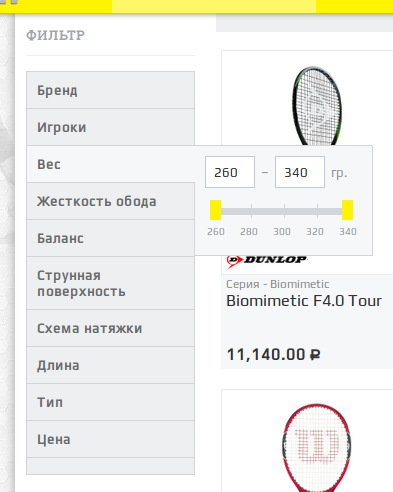 ФИЛЬТР
Бренд
Игроки
Вес
260 – 340 гр.
260 280 300 320 340
Жесткость обода
Баланс
Струнная
поверхность
Схема натяжки
Длина
Тип
Цена
DUNLOP
Серия - Biomimetic
Biomimetic F4.0 Tour
11,140.00 ₽
W